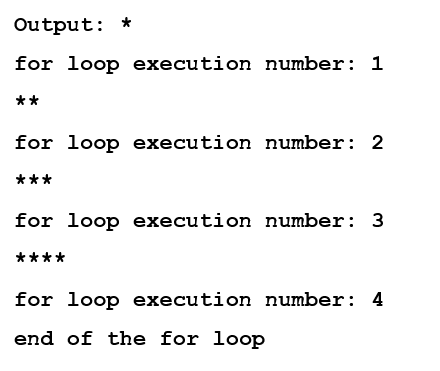 Output: *
for loop execution number: 1
**
for loop execution number: 2
***
for loop execution number: 3
****
for loop execution number: 4
end of the for loop